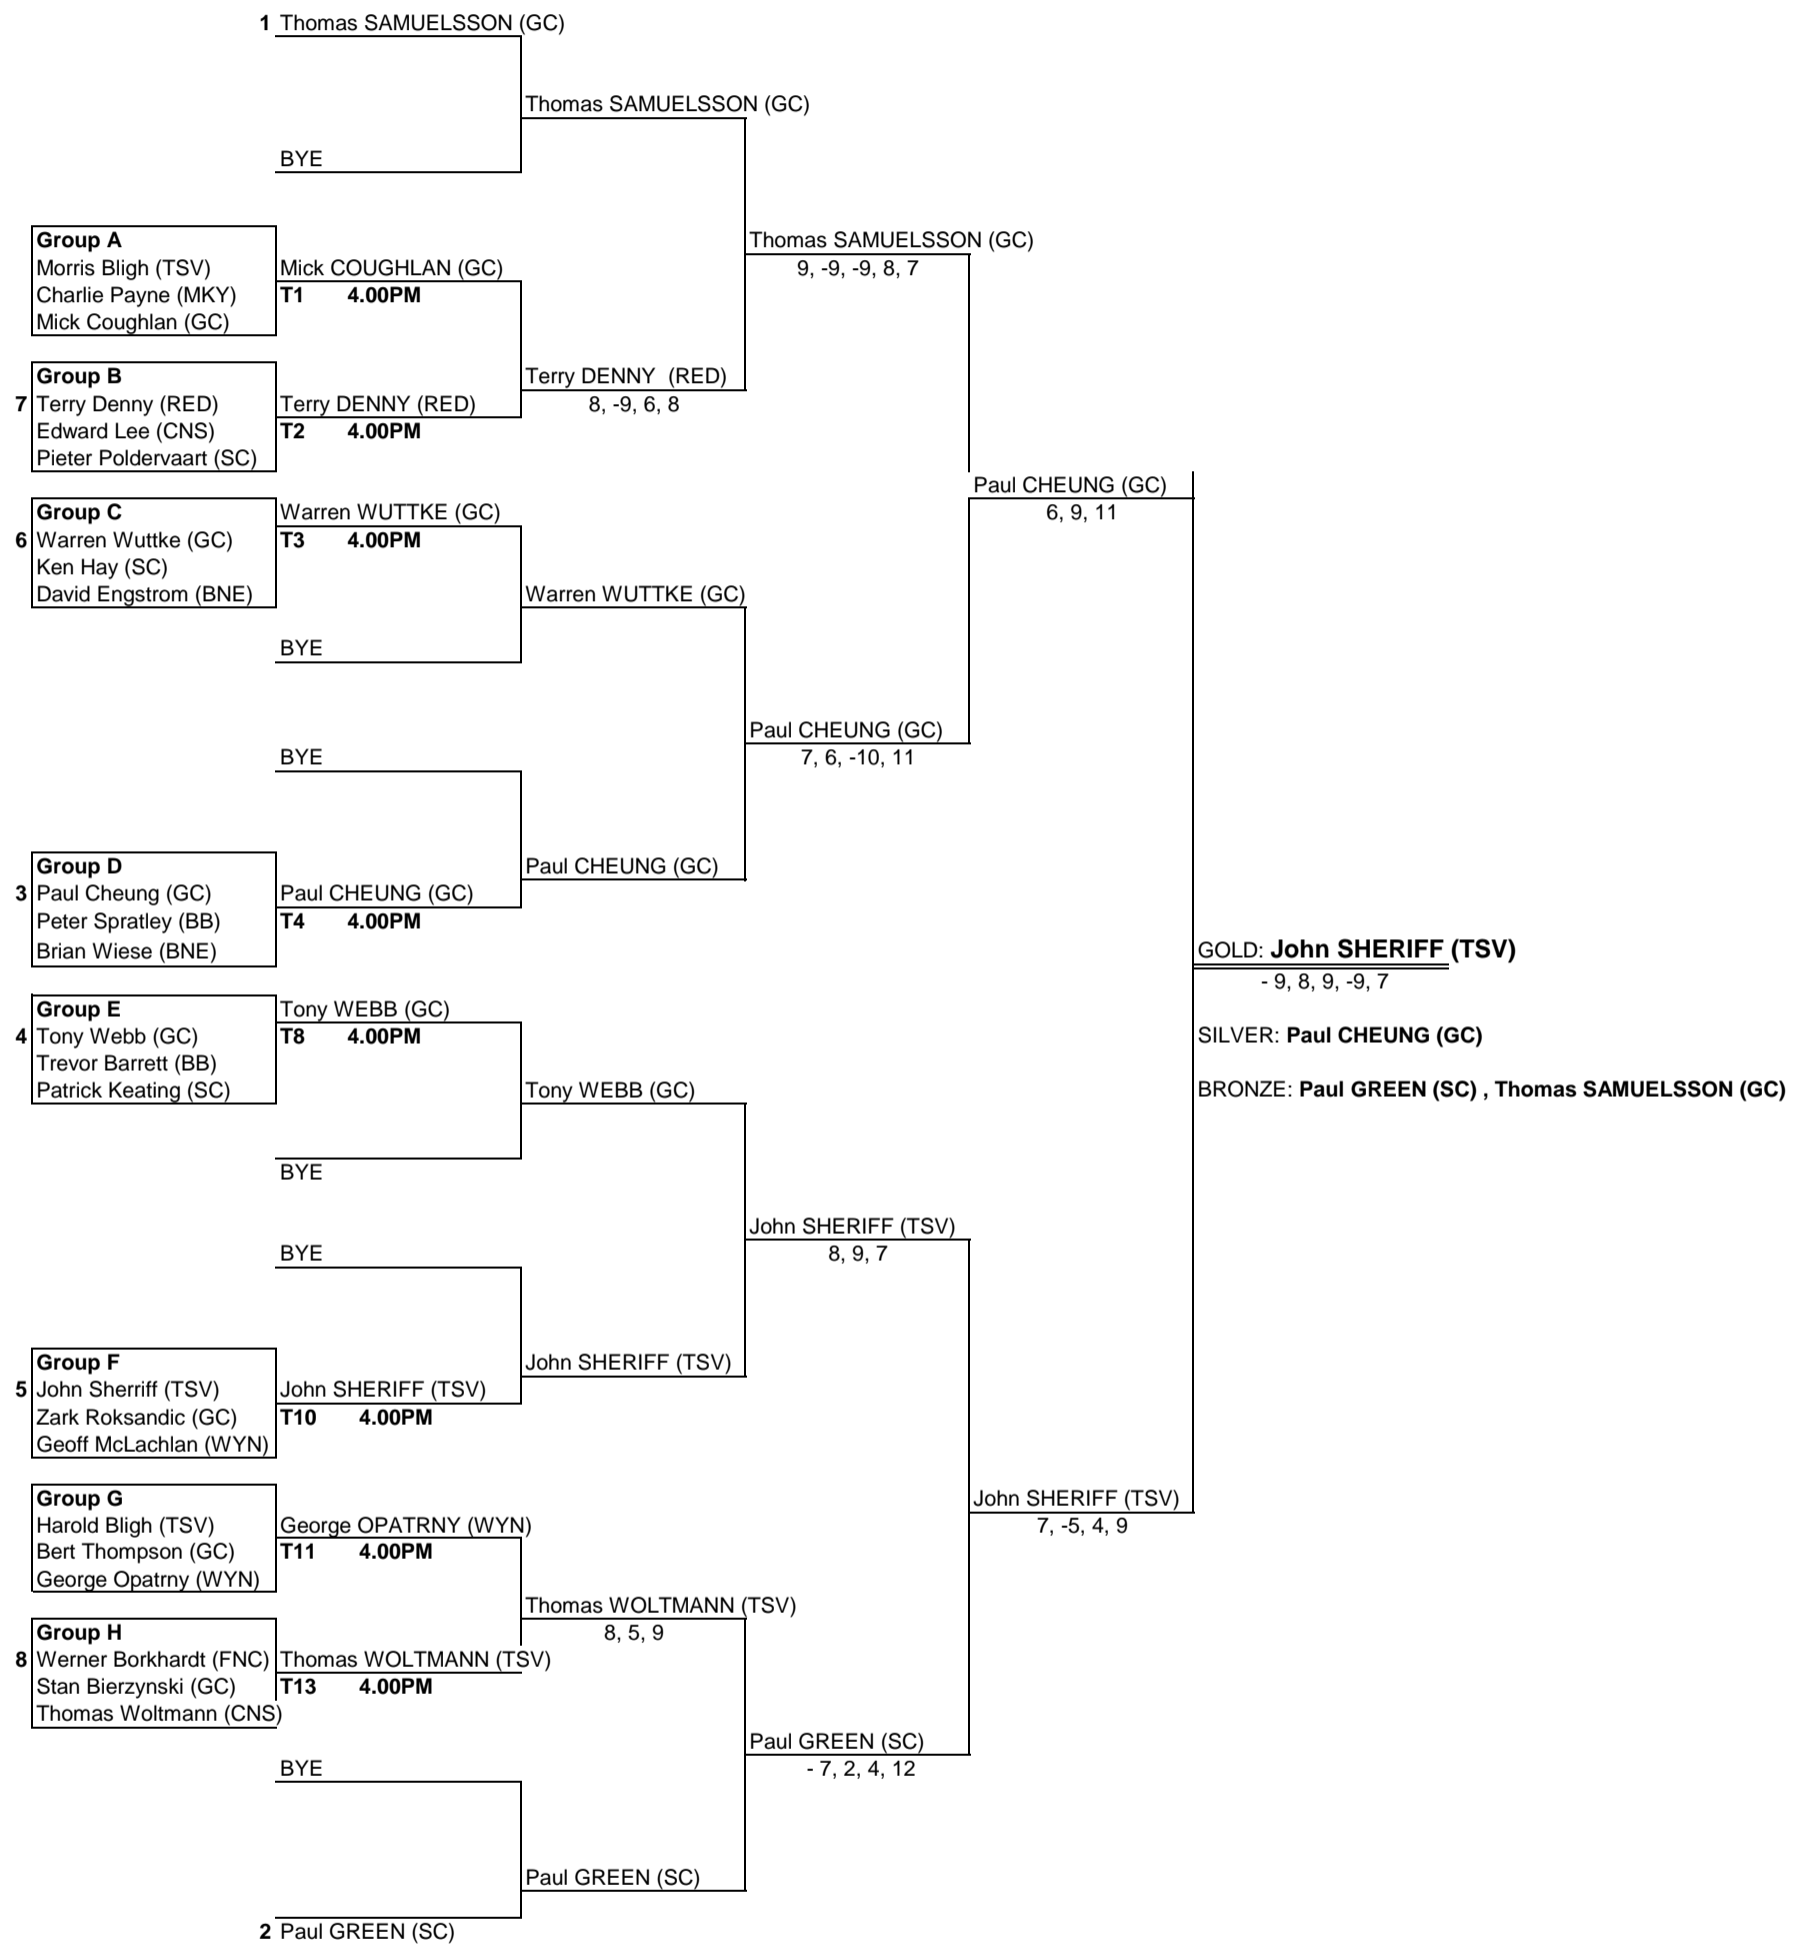 1 Thomas SAMUELSSON (GC)
Thomas SAMUELSSON (GC)
BYE
Group A
Morris Bligh (TSV)
Charlie Payne (MKY)
Mick Coughlan (GC)
Mick COUGHLAN (GC)
T1 4.00PM
Thomas SAMUELSSON (GC)
9, -9, -9, 8, 7
Group B
7 Terry Denny (RED)
Edward Lee (CNS)
Pieter Poldervaart (SC)
Terry DENNY (RED)
T2 4.00PM
Terry DENNY (RED)
8, -9, 6, 8
Group C
6 Warren Wuttke (GC)
Ken Hay (SC)
David Engstrom (BNE)
Warren WUTTKE (GC)
T3 4.00PM
Paul CHEUNG (GC)
6, 9, 11
Warren WUTTKE (GC)
BYE
Paul CHEUNG (GC)
7, 6, -10, 11
BYE
Group D
3 Paul Cheung (GC)
Peter Spratley (BB)
Brian Wiese (BNE)
Paul CHEUNG (GC)
T4 4.00PM
Paul CHEUNG (GC)
GOLD: John SHERIFF (TSV)
- 9, 8, 9, -9, 7
SILVER: Paul CHEUNG (GC)
BRONZE: Paul GREEN (SC) , Thomas SAMUELSSON (GC)
Group E
4 Tony Webb (GC)
Trevor Barrett (BB)
Patrick Keating (SC)
Tony WEBB (GC)
T8 4.00PM
Tony WEBB (GC)
BYE
John SHERIFF (TSV)
8, 9, 7
BYE
Group F
5 John Sherriff (TSV)
Zark Roksandic (GC)
Geoff McLachlan (WYN)
John SHERIFF (TSV)
T10 4.00PM
John SHERIFF (TSV)
Group G
Harold Bligh (TSV)
Bert Thompson (GC)
George Opatrny (WYN)
George OPATRNY (WYN)
T11 4.00PM
John SHERIFF (TSV)
7, -5, 4, 9
Thomas WOLTMANN (TSV)
8, 5, 9
Group H
8 Werner Borkhardt (FNC)
Stan Bierzynski (GC)
Thomas Woltmann (CNS)
Thomas WOLTMANN (TSV)
T13 4.00PM
Paul GREEN (SC)
- 7, 2, 4, 12
BYE
Paul GREEN (SC)
2 Paul GREEN (SC)